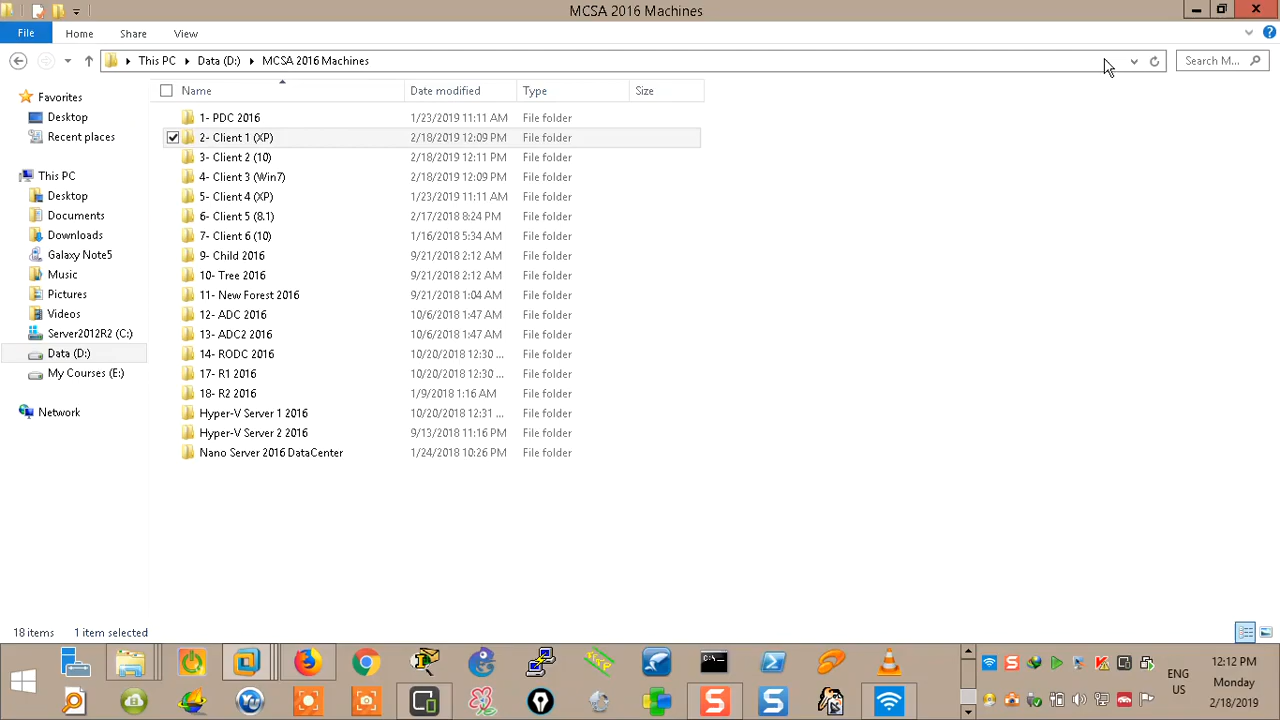 MCSA 2016 Machines
File Home Share View
This PC Data (D:) MCSA 2016 Machines Search M...
Name Date modified Type Size
Favorites
Desktop
Recent places
This PC
Desktop
Documents
Downloads
Galaxy Note5
Music
Pictures
Videos
Server2012R2 (C:)
Data (D:)
My Courses (E:)
Network
1- PDC 2016 1/23/2019 11:11 AM File folder
2- Client 1 (XP) 2/18/2019 12:09 PM File folder
3- Client 2 (10) 2/18/2019 12:11 PM File folder
4- Client 3 (Win7) 2/18/2019 12:09 PM File folder
5- Client 4 (XP) 1/23/2019 11:11 AM File folder
6- Client 5 (8.1) 2/17/2018 8:24 PM File folder
7- Client 6 (10) 1/16/2018 5:34 AM File folder
9- Child 2016 9/21/2018 2:12 AM File folder
10- Tree 2016 9/21/2018 2:12 AM File folder
11- New Forest 2016 9/21/2018 1:04 AM File folder
12- ADC 2016 10/6/2018 1:47 AM File folder
13- ADC2 2016 10/6/2018 1:47 AM File folder
14- RODC 2016 10/20/2018 12:30 ... File folder
17- R1 2016 10/20/2018 12:30 ... File folder
18- R2 2016 1/9/2018 1:16 AM File folder
Hyper-V Server 1 2016 10/20/2018 12:31 ... File folder
Hyper-V Server 2 2016 9/13/2018 11:16 PM File folder
Nano Server 2016 DataCenter 1/24/2018 10:26 PM File folder
18 items 1 item selected
ENG
US
12:12 PM
Monday
2/18/2019